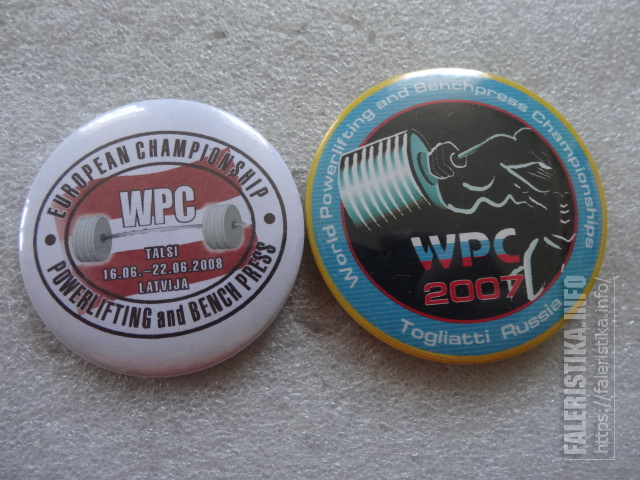 EUROPEAN CHAMPIONSHIP
WPC
TALSI
16.06.–22.06.2008
LATVIJA
POWERLIFTING and BENCH PRESS
World Powerlifting and Benchpress Championships
WPC
2007
Togliatti Russia
FALERISTIKA.INFO
https://faleristika.info/